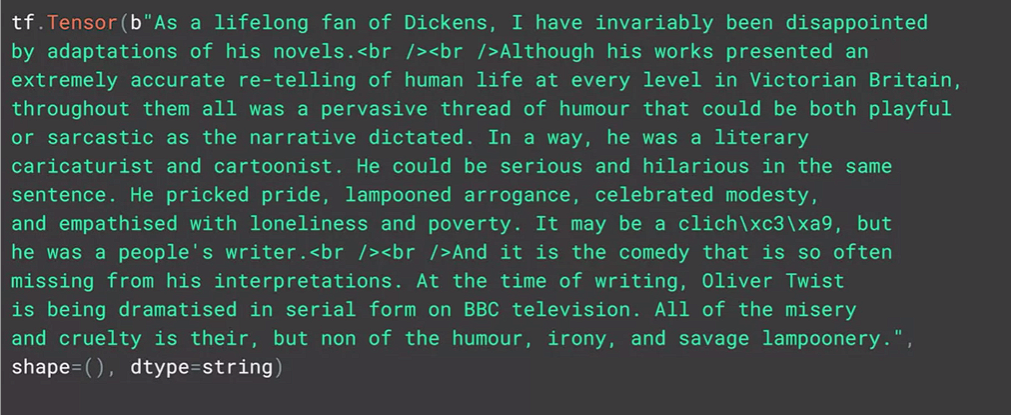 tf.Tensor(b"As a lifelong fan of Dickens, I have invariably been disappointed
by adaptations of his novels.<br /><br />Although his works presented an
extremely accurate re-telling of human life at every level in Victorian Britain,
throughout them all was a pervasive thread of humour that could be both playful
or sarcastic as the narrative dictated. In a way, he was a literary
caricaturist and cartoonist. He could be serious and hilarious in the same
sentence. He pricked pride, lampooned arrogance, celebrated modesty,
and empathised with loneliness and poverty. It may be a clich\xc3\xa9, but
he was a people's writer.<br /><br />And it is the comedy that is so often
missing from his interpretations. At the time of writing, Oliver Twist
is being dramatised in serial form on BBC television. All of the misery
and cruelty is their, but non of the humour, irony, and savage lampoonery.",
shape=(), dtype=string)